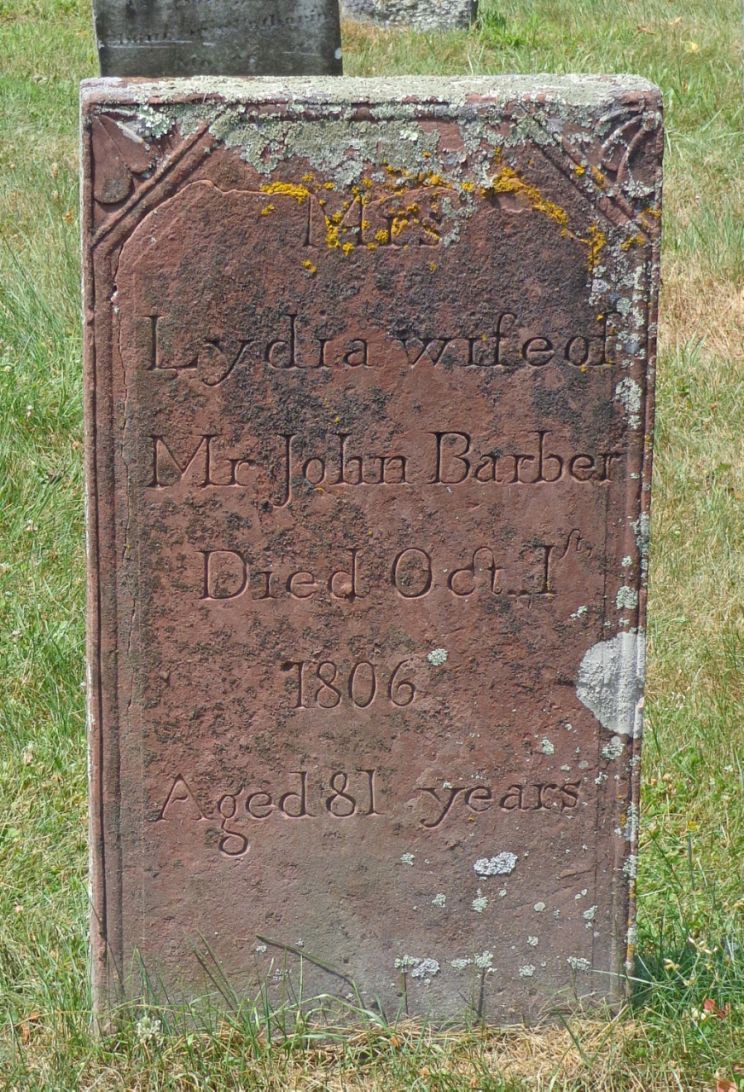 Mrs
Lydia wife of
Mr John Barber
Died Oct. 1st,
1806
Aged 81 years